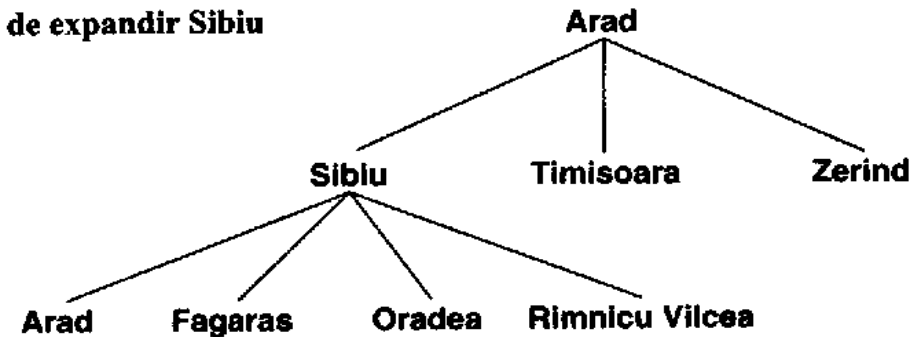 de expandir Sibiu
Arad
Sibiu Timisoara Zerind
Arad Fagaras Oradea Rimnicu Vilcea